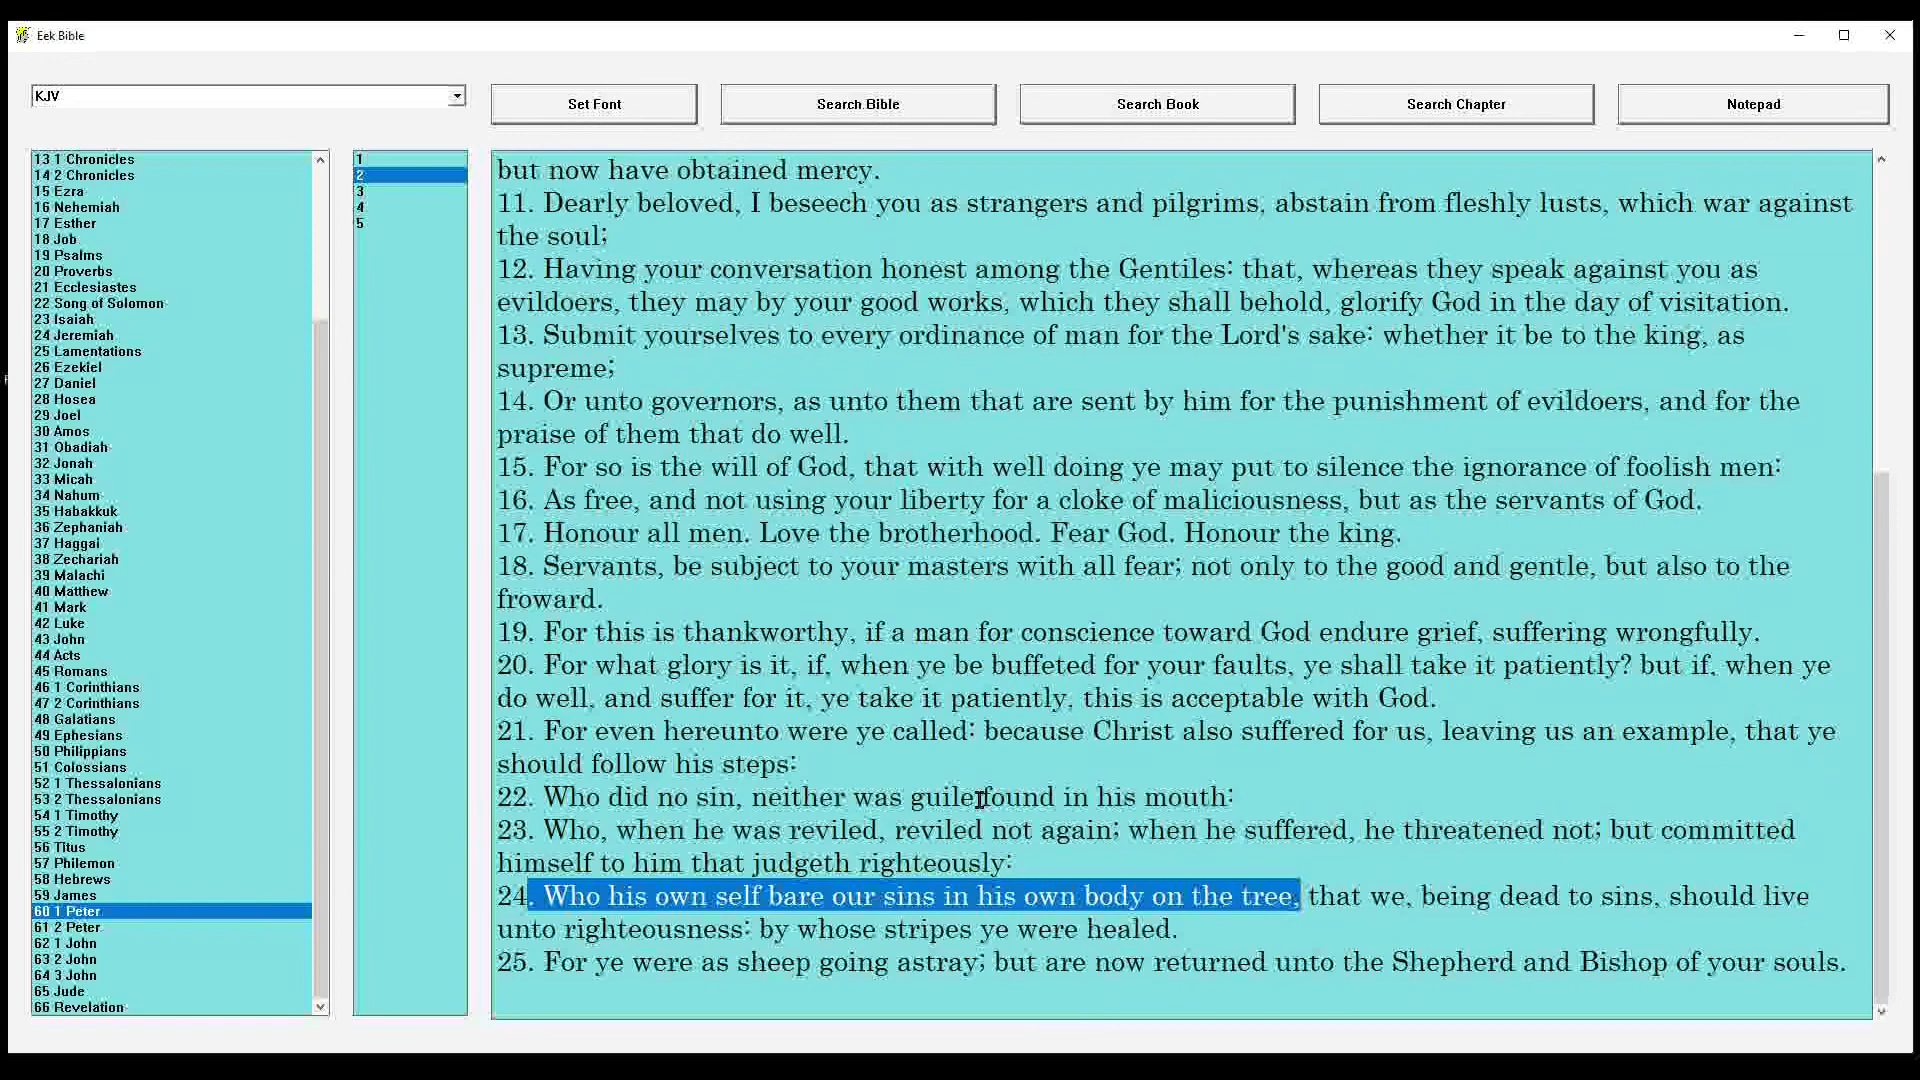 Eek Bible
KJV
Set Font
Search Bible
Search Book
Search Chapter
Notepad
13 1 Chronicles
14 2 Chronicles
15 Ezra
16 Nehemiah
17 Esther
18 Job
19 Psalms
20 Proverbs
21 Ecclesiastes
22 Song of Solomon
23 Isaiah
24 Jeremiah
25 Lamentations
26 Ezekiel
27 Daniel
28 Hosea
29 Joel
30 Amos
31 Obadiah
32 Jonah
33 Micah
34 Nahum
35 Habakkuk
36 Zephaniah
37 Haggai
38 Zechariah
39 Malachi
40 Matthew
41 Mark
42 Luke
43 John
44 Acts
45 Romans
46 1 Corinthians
47 2 Corinthians
48 Galatians
49 Ephesians
50 Philippians
51 Colossians
52 1 Thessalonians
53 2 Thessalonians
54 1 Timothy
55 2 Timothy
56 Titus
57 Philemon
58 Hebrews
59 James
60 1 Peter
61 2 Peter
62 1 John
63 2 John
64 3 John
65 Jude
66 Revelation
1
2
3
4
5
but now have obtained mercy.
11. Dearly beloved, I beseech you as strangers and pilgrims, abstain from fleshly lusts, which war against
the soul;
12. Having your conversation honest among the Gentiles: that, whereas they speak against you as
evildoers, they may by your good works, which they shall behold, glorify God in the day of visitation.
13. Submit yourselves to every ordinance of man for the Lord's sake: whether it be to the king, as
supreme;
14. Or unto governors, as unto them that are sent by him for the punishment of evildoers, and for the
praise of them that do well.
15. For so is the will of God, that with well doing ye may put to silence the ignorance of foolish men:
16. As free, and not using your liberty for a cloke of maliciousness, but as the servants of God.
17. Honour all men. Love the brotherhood. Fear God. Honour the king.
18. Servants, be subject to your masters with all fear; not only to the good and gentle, but also to the
froward.
19. For this is thankworthy, if a man for conscience toward God endure grief, suffering wrongfully.
20. For what glory is it, if, when ye be buffeted for your faults, ye shall take it patiently? but if, when ye
do well, and suffer for it, ye take it patiently, this is acceptable with God.
21. For even hereunto were ye called: because Christ also suffered for us, leaving us an example, that ye
should follow his steps:
22. Who did no sin, neither was guile found in his mouth:
23. Who, when he was reviled, reviled not again; when he suffered, he threatened not; but committed
himself to him that judgeth righteously:
24. Who his own self bare our sins in his own body on the tree, that we, being dead to sins, should live
unto righteousness: by whose stripes ye were healed.
25. For ye were as sheep going astray; but are now returned unto the Shepherd and Bishop of your souls.